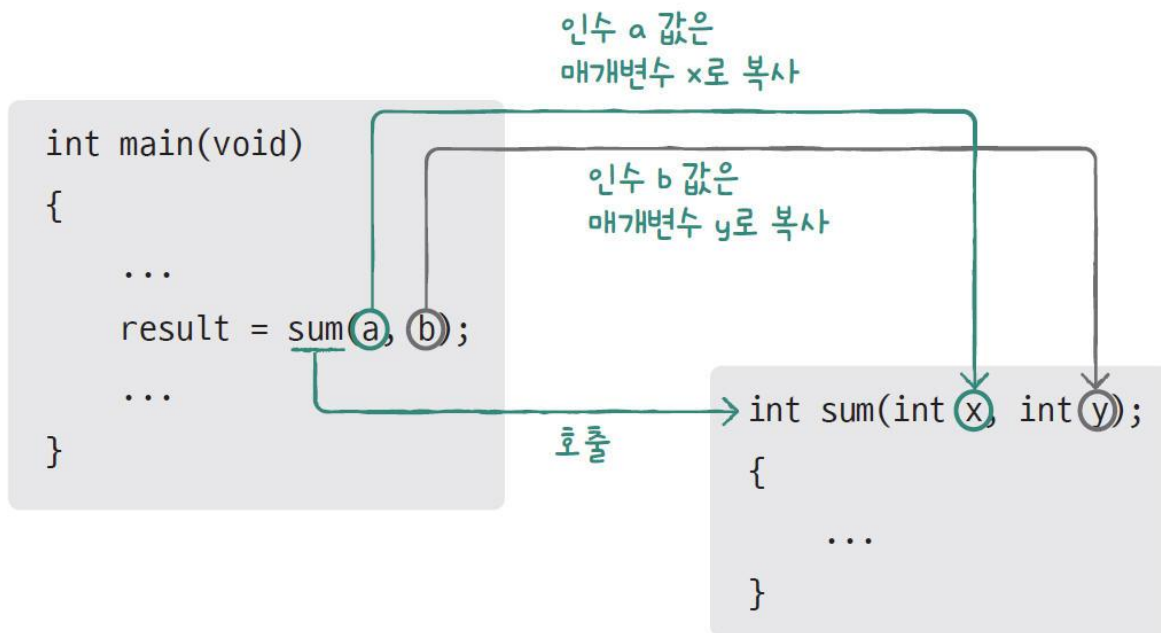 인수 a 값은
매개변수 x로 복사
int main(void)
{
...
result = sum(a, b);
...
}
인수 b 값은
매개변수 y로 복사
호출
int sum(int x, int y);
{
...
}